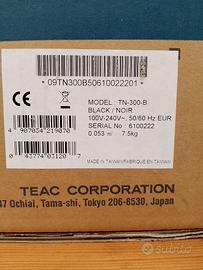 *09TN300B50610022201*
CE
MODEL : TN-300-B
BLACK / NOIR
100V-240V~, 50/60 Hz EUR
SERIAL No : 6100222
0.053 m³ 7.5kg
4 907034 219070
0 43774 03120 7
MADE IN TAIWAN/FABRIQUÉ EN TAIWAN
TEAC CORPORATION
47 Ochiai, Tama-shi, Tokyo 206-8530, Japan
Subito